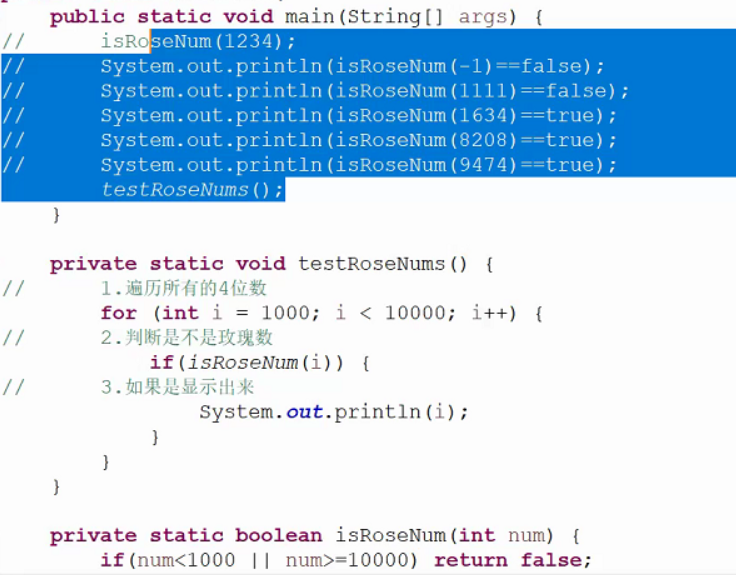 public static void main(String[] args) {
// isRoseNum(1234);
// System.out.println(isRoseNum(-1)==false);
// System.out.println(isRoseNum(1111)==false);
// System.out.println(isRoseNum(1634)==true);
// System.out.println(isRoseNum(8208)==true);
// System.out.println(isRoseNum(9474)==true);
testRoseNums();
}
private static void testRoseNums() {
// 1.遍历所有的4位数
for (int i = 1000; i < 10000; i++) {
// 2.判断是不是玫瑰数
if(isRoseNum(i)) {
// 3.如果是显示出来
System.out.println(i);
}
}
}
private static boolean isRoseNum(int num) {
if(num<1000 || num>=10000) return false;